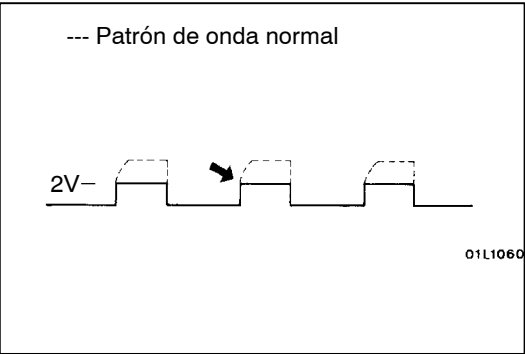 --- Patrón de onda normal
2V
01L1060